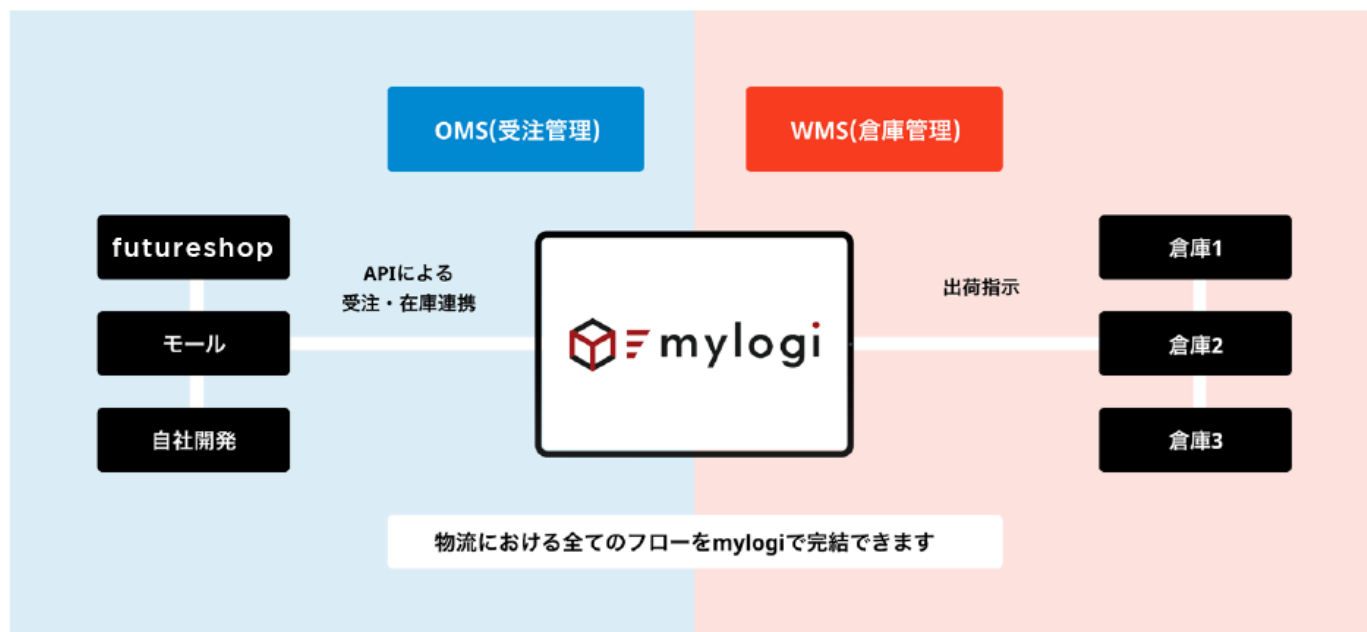 OMS(受注管理)
WMS(倉庫管理)
futureshop
モール
自社開発
APIによる
受注・在庫連携
mylogi
出荷指示
倉庫1
倉庫2
倉庫3
物流における全てのフローをmylogiで完結できます